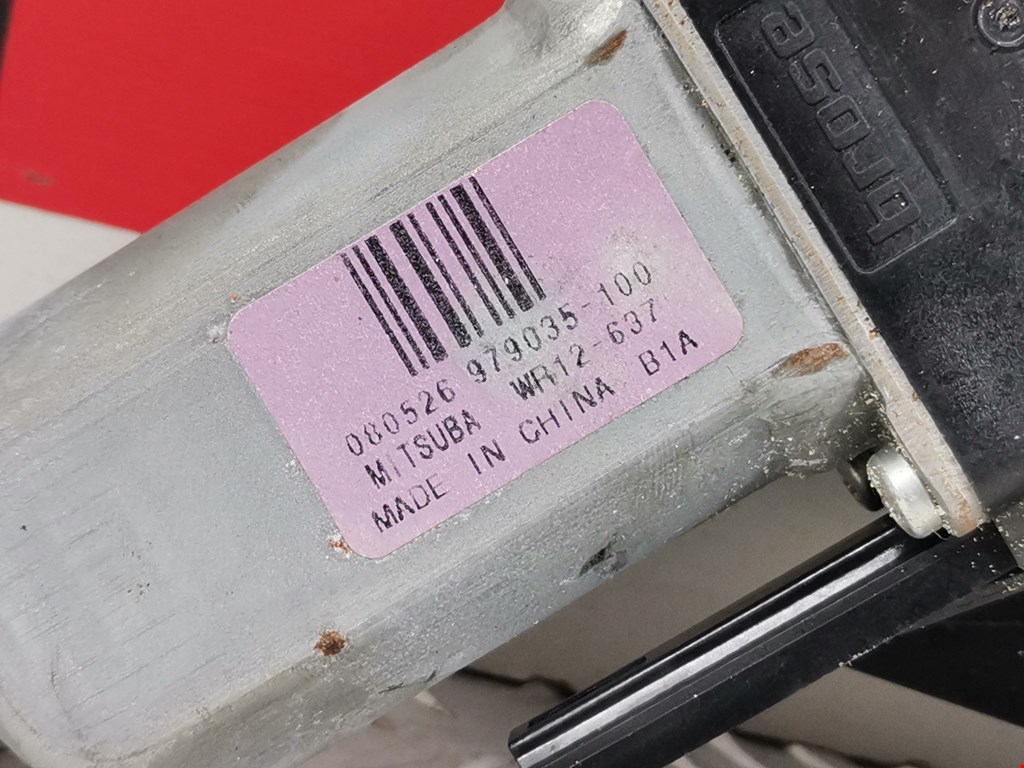 brose
080526 979035-100
MITSUBA WR12-637
MADE IN CHINA B1A